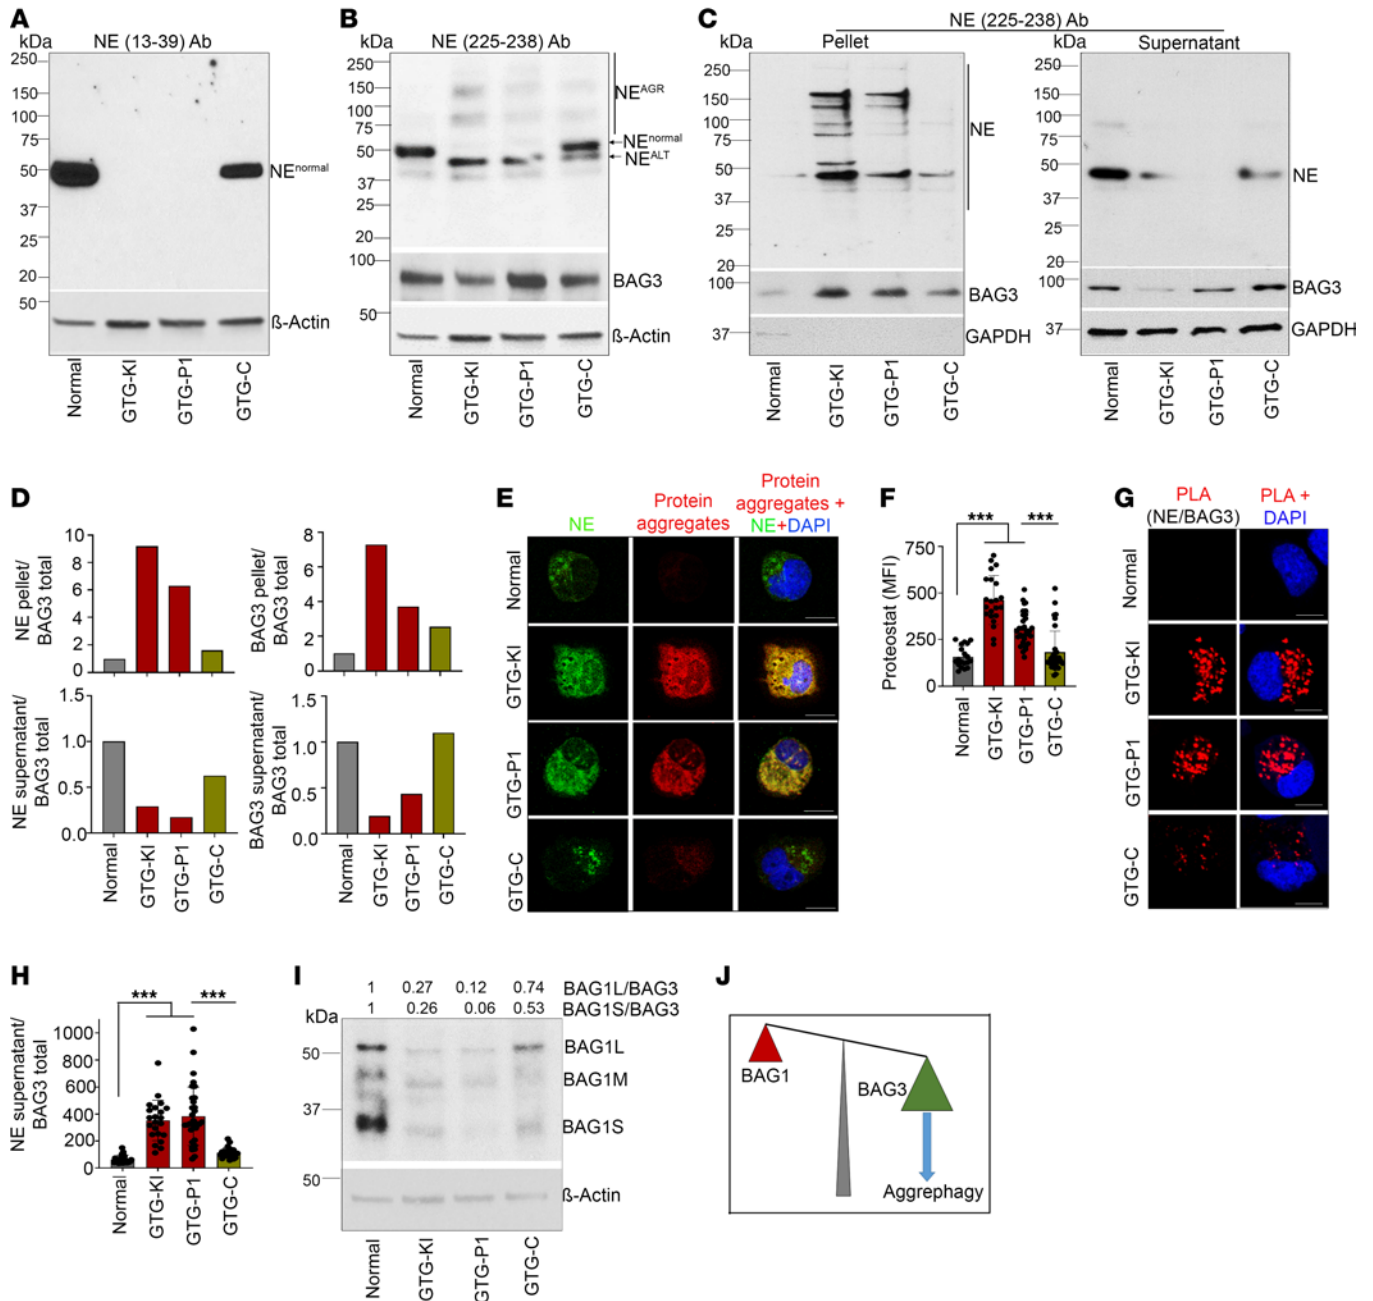 A
kDa
NE (13-39) Ab
250
150
100
75
50
37
25
20
50
NEnormal
ß-Actin
Normal
GTG-KI
GTG-P1
GTG-C
B
kDa
NE (225-238) Ab
250
150
100
75
50
37
25
20
100
50
NEAGR
NEnormal
NEALT
BAG3
ß-Actin
Normal
GTG-KI
GTG-P1
GTG-C
C
NE (225-238) Ab
kDa
Pellet
250
150
100
75
50
37
25
20
100
37
NE
BAG3
GAPDH
Normal
GTG-KI
GTG-P1
GTG-C
kDa
Supernatant
250
150
100
75
50
37
25
20
100
37
NE
BAG3
GAPDH
Normal
GTG-KI
GTG-P1
GTG-C
D
NE pellet/
BAG3 total
10
8
6
4
2
0
BAG3 pellet/
BAG3 total
8
6
4
2
0
NE supernatant/
BAG3 total
1.5
1.0
0.5
0.0
Normal
GTG-KI
GTG-P1
GTG-C
BAG3 supernatant/
BAG3 total
1.5
1.0
0.5
0.0
Normal
GTG-KI
GTG-P1
GTG-C
E
NE
Protein
aggregates
Protein
aggregates +
NE+DAPI
Normal
GTG-KI
GTG-P1
GTG-C
F
Proteostat (MFI)
750
500
250
0
***
***
Normal
GTG-KI
GTG-P1
GTG-C
G
PLA
(NE/BAG3)
PLA +
DAPI
Normal
GTG-KI
GTG-P1
GTG-C
H
NE supernatant/
BAG3 total
1000
800
600
400
200
0
***
***
Normal
GTG-KI
GTG-P1
GTG-C
I
1 0.27 0.12 0.74 BAG1L/BAG3
1 0.26 0.06 0.53 BAG1S/BAG3
kDa
50
37
50
BAG1L
BAG1M
BAG1S
ß-Actin
Normal
GTG-KI
GTG-P1
GTG-C
J
BAG1
BAG3
Aggrephagy